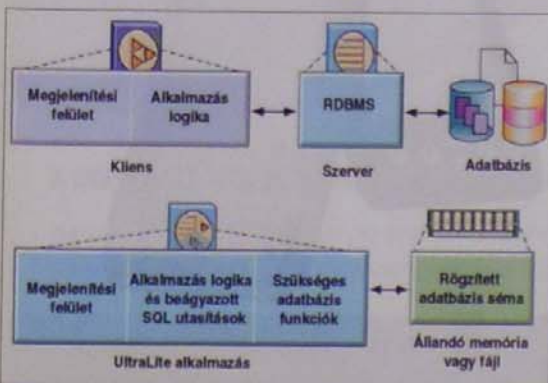 Megjelenítési
felület
Alkalmazás
logika
RDBMS
Kliens
Szerver
Adatbázis
Megjelenítési
felület
Alkalmazás logika
és beágyazott
SQL utasítások
Szükséges
adatbázis
funkciók
Rögzített
adatbázis séma
UltraLite alkalmazás
Állandó memória
vagy fájl